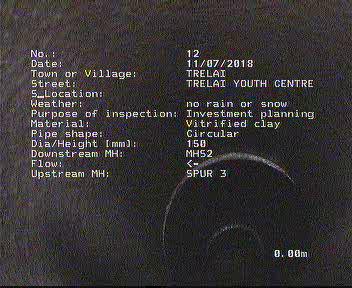 No.: 12
Date: 11/07/2018
Town or Village: TRELAI
Street: TRELAI YOUTH CENTRE
S_Location:
Weather: no rain or snow
Purpose of inspection: Investment planning
Material: Vitrified clay
Pipe shape: Circular
Dia/Height [mm]: 150
Downstream MH: MH52
Flow: <-
Upstream MH: SPUR 3
0.00m